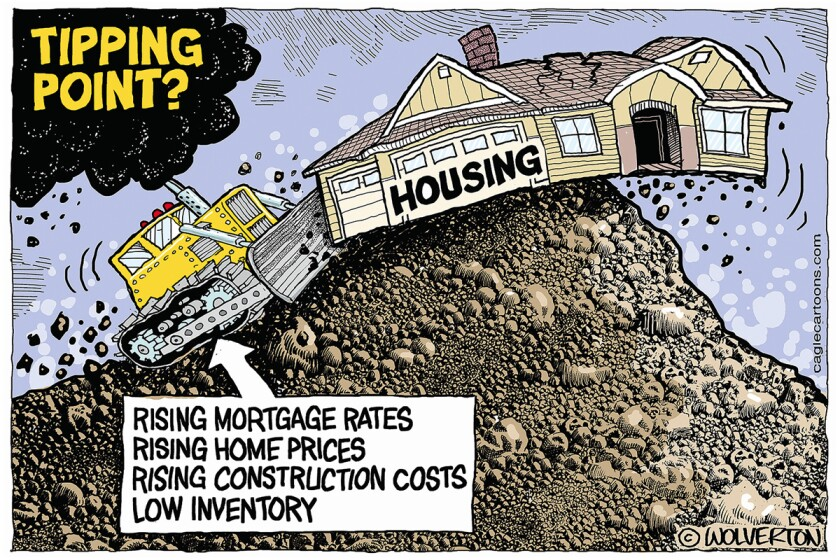 TIPPING
POINT?
HOUSING
RISING MORTGAGE RATES
RISING HOME PRICES
RISING CONSTRUCTION COSTS
LOW INVENTORY
caglecartoons.com
© WOLVERTON